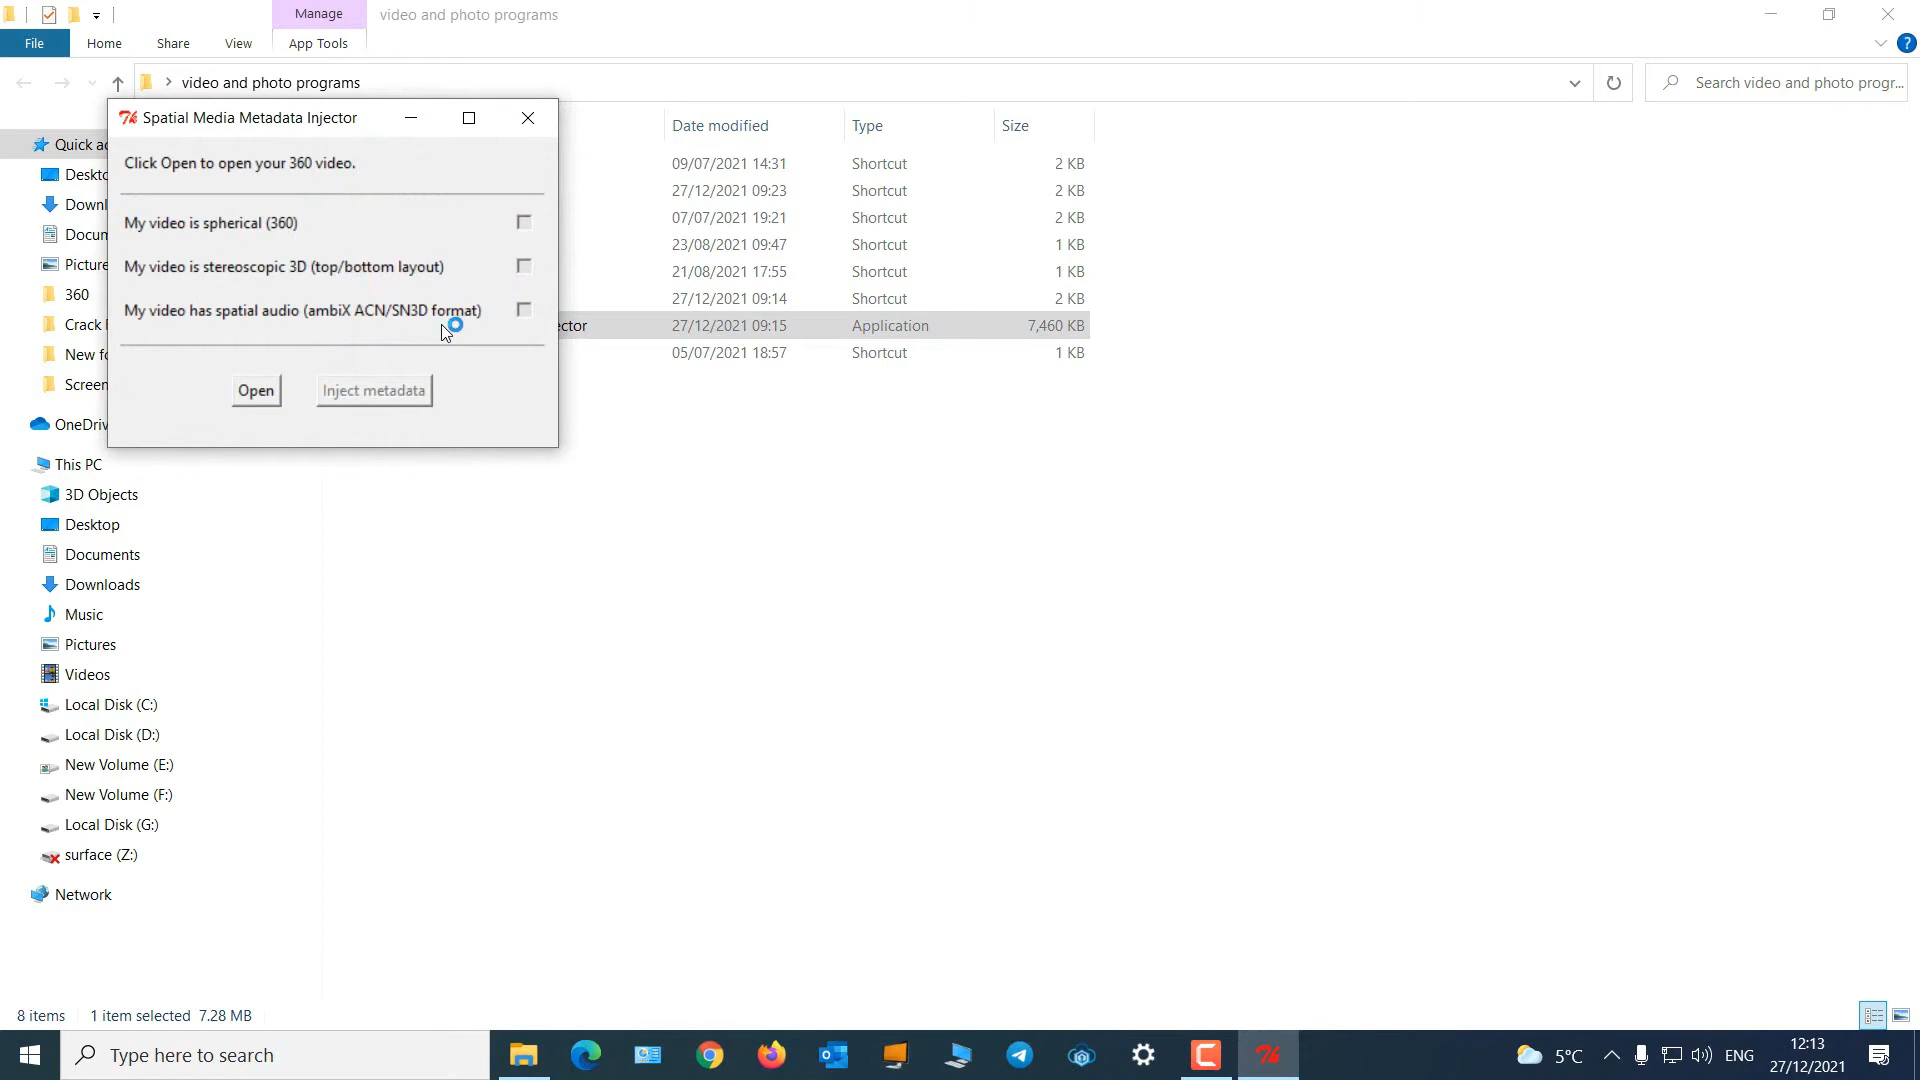 Manage
video and photo programs
File
Home
Share
View
App Tools
video and photo programs
Search video and photo progr...
Spatial Media Metadata Injector
Click Open to open your 360 video.
My video is spherical (360)
My video is stereoscopic 3D (top/bottom layout)
My video has spatial audio (ambiX ACN/SN3D format)
Open
Inject metadata
Date modified
Type
Size
09/07/2021 14:31
Shortcut
2 KB
27/12/2021 09:23
Shortcut
2 KB
07/07/2021 19:21
Shortcut
2 KB
23/08/2021 09:47
Shortcut
1 KB
21/08/2021 17:55
Shortcut
1 KB
27/12/2021 09:14
Shortcut
2 KB
ector
27/12/2021 09:15
Application
7,460 KB
05/07/2021 18:57
Shortcut
1 KB
Quick ac
Deskto
Downl
Docum
Picture
360
Crack
New fo
Screen
OneDriv
This PC
3D Objects
Desktop
Documents
Downloads
Music
Pictures
Videos
Local Disk (C:)
Local Disk (D:)
New Volume (E:)
New Volume (F:)
Local Disk (G:)
surface (Z:)
Network
8 items
1 item selected 7.28 MB
Type here to search
5°C
ENG
12:13
27/12/2021